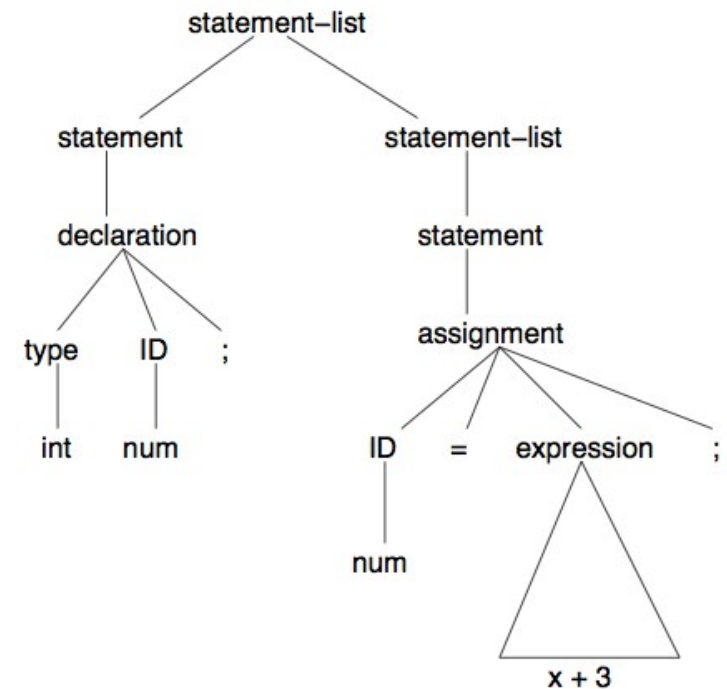 statement–list
statement statement–list
declaration statement
assignment
type ID ;
int num ID = expression ;
num
x + 3